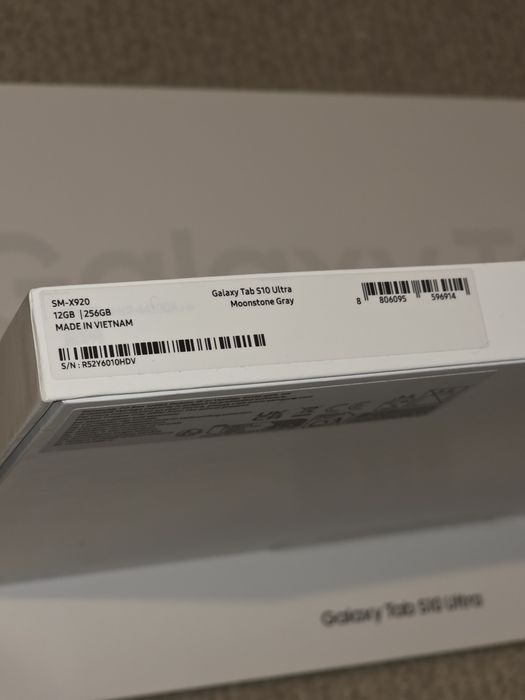 Galaxy T
SM-X920
12GB | 256GB
MADE IN VIETNAM
Galaxy Tab S10 Ultra
Moonstone Gray
8 806095 596914
S/N : R52Y6010HDV
Galaxy Tab S10 Ultra